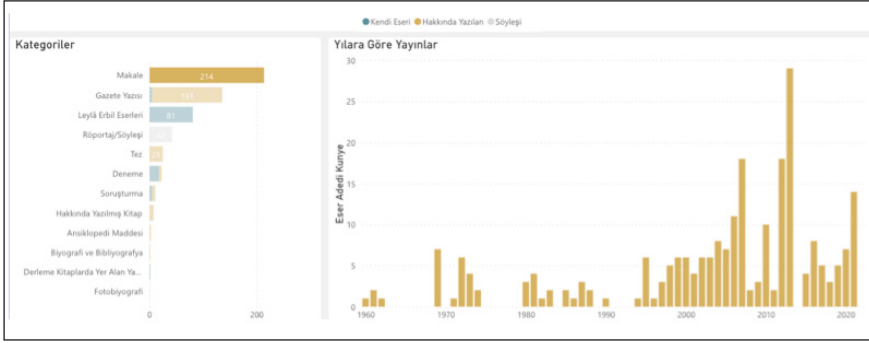 Kendi Eseri Hakkında Yazılan Söyleşi
Kategoriler
Makale
214
Gazete Yazısı
Leylâ Erbil Eserleri
81
Röportaj/Söyleşi
Tez
Deneme
Soruşturma
Hakkında Yazılmış Kitap
Ansiklopedi Maddesi
Biyografi ve Bibliyografya
Derleme Kitaplarda Yer Alan Ya...
Fotobiyografi
0 200
Yılara Göre Yayınlar
Eser Adedi Kunye
30
25
20
15
10
5
0
1960 1970 1980 1990 2000 2010 2020